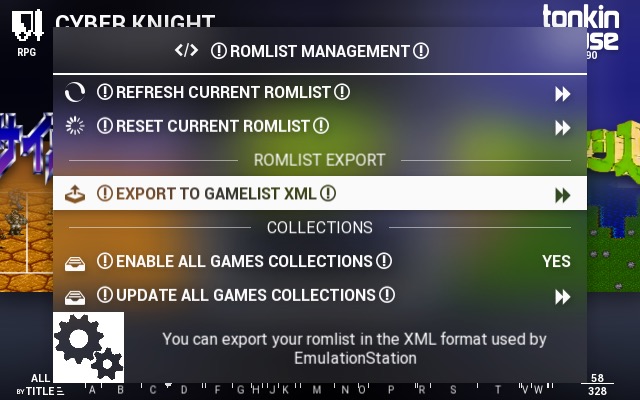 CYBER KNIGHT
RPG
tonkin
use
90
</> ! ROMLIST MANAGEMENT !
! REFRESH CURRENT ROMLIST !
! RESET CURRENT ROMLIST !
ROMLIST EXPORT
! EXPORT TO GAMELIST XML !
COLLECTIONS
! ENABLE ALL GAMES COLLECTIONS ! YES
! UPDATE ALL GAMES COLLECTIONS !
You can export your romlist in the XML format used by
EmulationStation
ALL
BY TITLE
A B C D F G H J K M N O P R S T V W
58
328